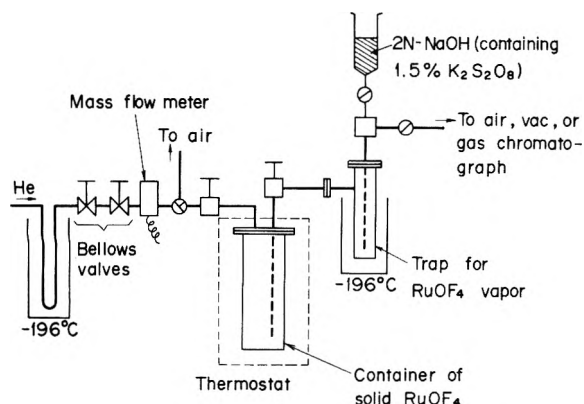 2N-NaOH (containing
1.5% K₂S₂O₈)
Mass flow meter
To air
To air, vac, or
gas chromato-
graph
He
Bellows
valves
-196°C
Trap for
RuOF₄ vapor
-196°C
Thermostat
Container of
solid RuOF₄